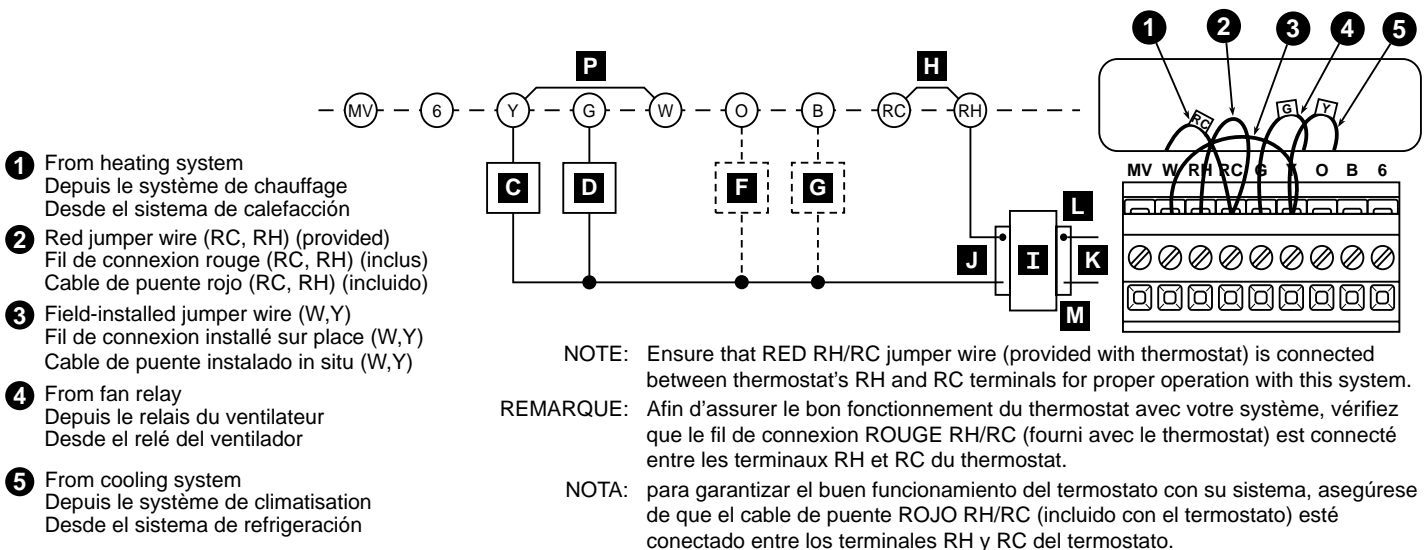 1 2 3 4 5
P H
MV 6 Y G W O B RC RH
RC G Y
MV W RH RC G Y O B 6
C D F G
L
J I K
M
1 From heating system
Depuis le système de chauffage
Desde el sistema de calefacción
2 Red jumper wire (RC, RH) (provided)
Fil de connexion rouge (RC, RH) (inclus)
Cable de puente rojo (RC, RH) (incluido)
3 Field-installed jumper wire (W,Y)
Fil de connexion installé sur place (W,Y)
Cable de puente instalado in situ (W,Y)
4 From fan relay
Depuis le relais du ventilateur
Desde el relé del ventilador
5 From cooling system
Depuis le système de climatisation
Desde el sistema de refrigeración
NOTE: Ensure that RED RH/RC jumper wire (provided with thermostat) is connected
between thermostat's RH and RC terminals for proper operation with this system.
REMARQUE: Afin d'assurer le bon fonctionnement du thermostat avec votre système, vérifiez
que le fil de connexion ROUGE RH/RC (fourni avec le thermostat) est connecté
entre les terminaux RH et RC du thermostat.
NOTA: para garantizar el buen funcionamiento del termostato con su sistema, asegúrese
de que el cable de puente ROJO RH/RC (incluido con el termostato) esté
conectado entre los terminales RH y RC del termostato.